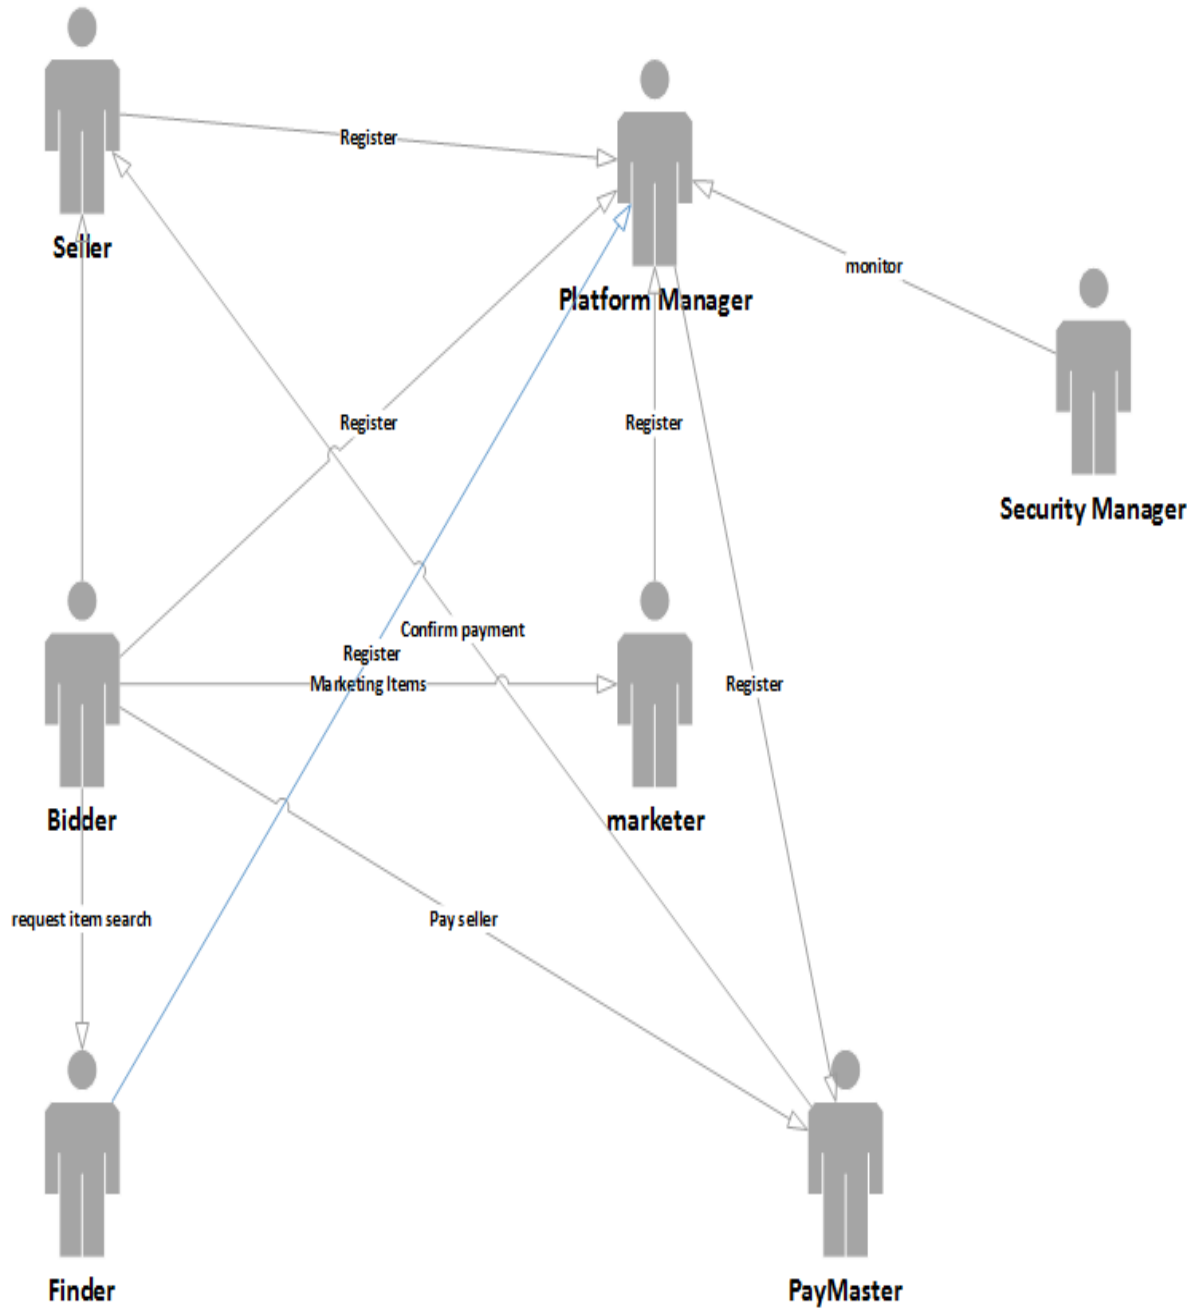 Register
Seller
Platform Manager
monitor
Register
Register
Security Manager
Confirm payment
Register
Marketing Items
Register
Bidder
marketer
request item search
Pay seller
Finder
PayMaster